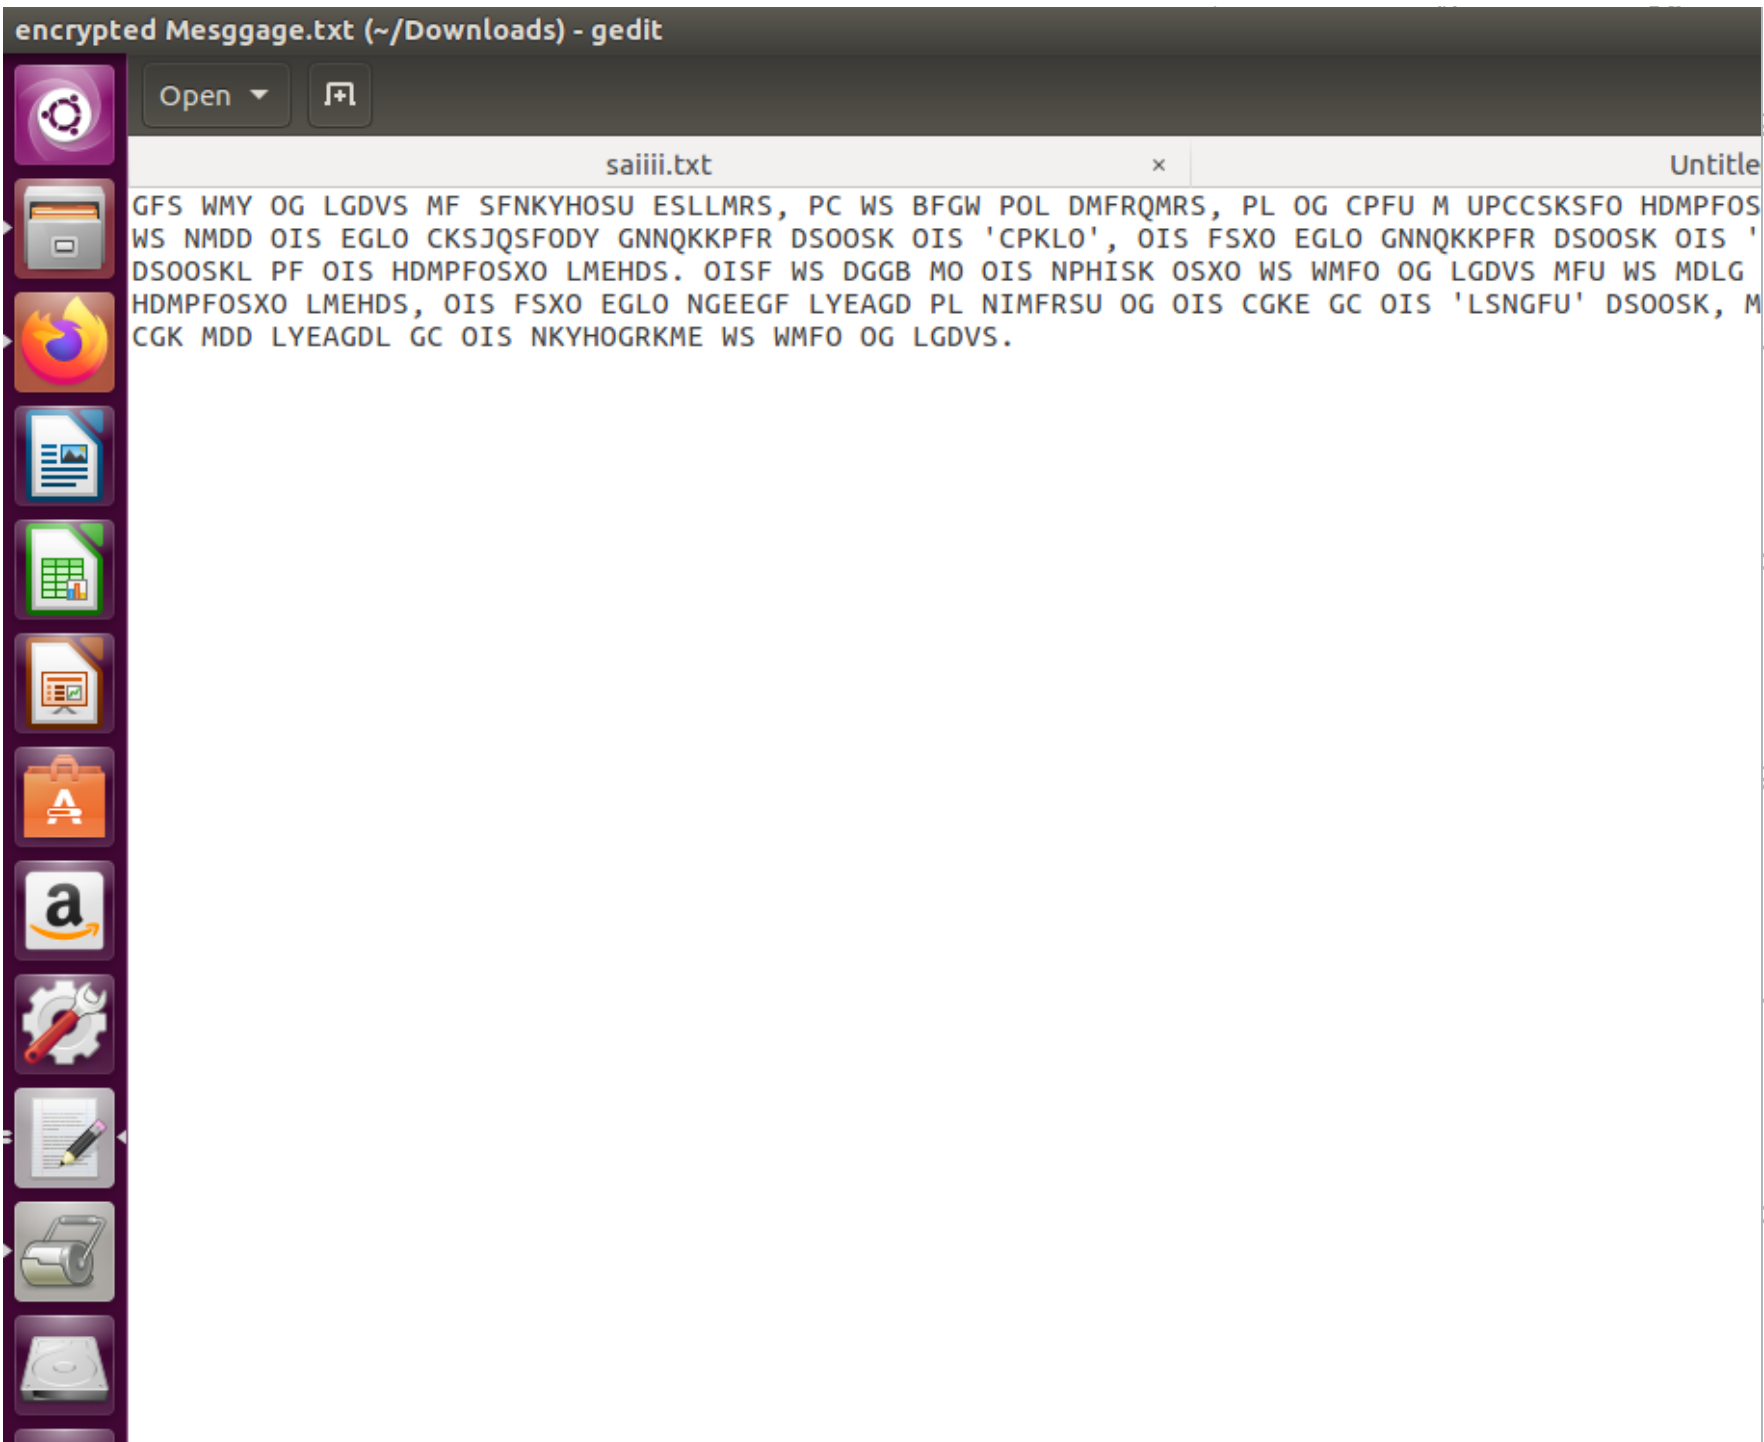 encrypted Mesggage.txt (~/Downloads) - gedit
Open
saiiii.txt × Untitle
GFS WMY OG LGDVS MF SFNKYHOSU ESLLMRS, PC WS BFGW POL DMFRQMRS, PL OG CPFU M UPCCSKSFO HDMPFOS
WS NMDD OIS EGLO CKSJQSFODY GNNQKKPFR DSOOSK OIS 'CPKLO', OIS FSXO EGLO GNNQKKPFR DSOOSK OIS '
DSOOSKL PF OIS HDMPFOSXO LMEHDS. OISF WS DGGB MO OIS NPHISK OSXO WS WMFO OG LGDVS MFU WS MDLG
HDMPFOSXO LMEHDS, OIS FSXO EGLO NGEEGF LYEAGD PL NIMFRSU OG OIS CGKE GC OIS 'LSNGFU' DSOOSK, M
CGK MDD LYEAGDL GC OIS NKYHOGRKME WS WMFO OG LGDVS.
A
a